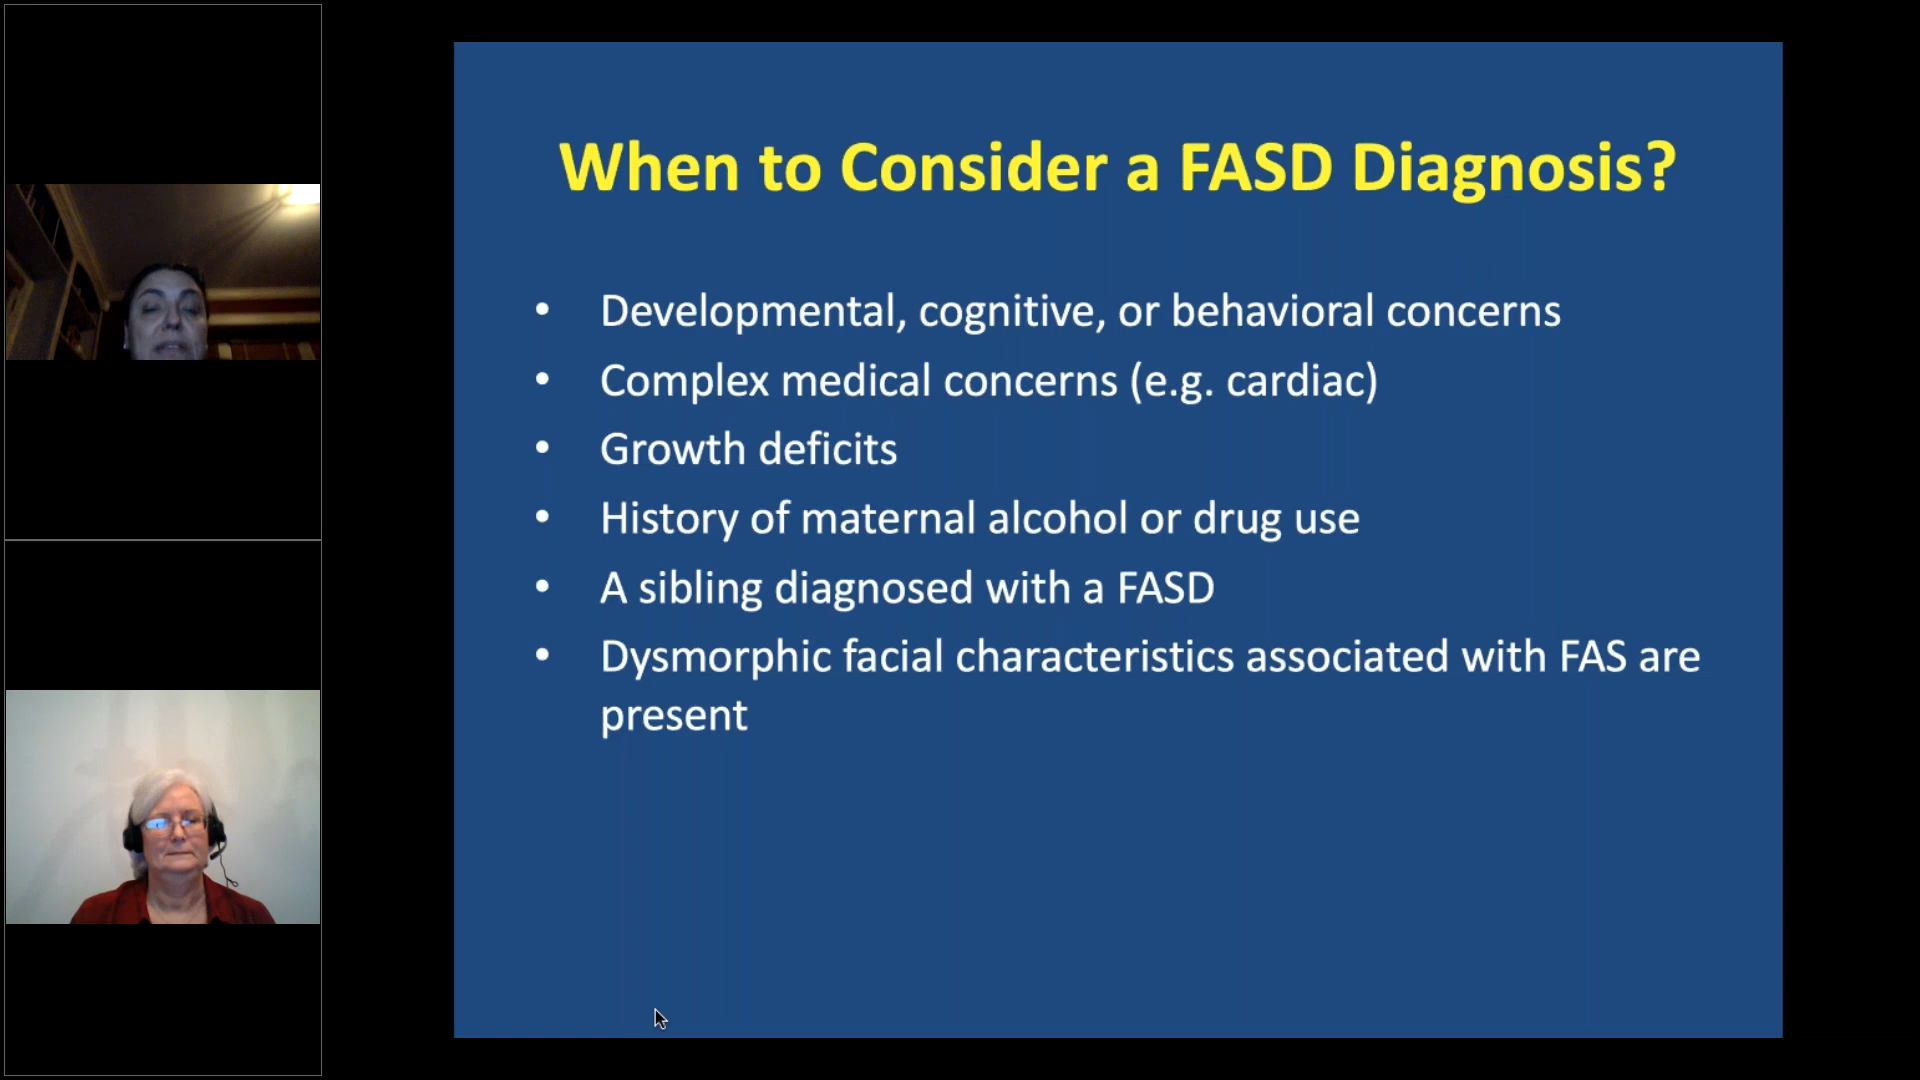 When to Consider a FASD Diagnosis?
• Developmental, cognitive, or behavioral concerns
• Complex medical concerns (e.g. cardiac)
• Growth deficits
• History of maternal alcohol or drug use
• A sibling diagnosed with a FASD
• Dysmorphic facial characteristics associated with FAS are
present